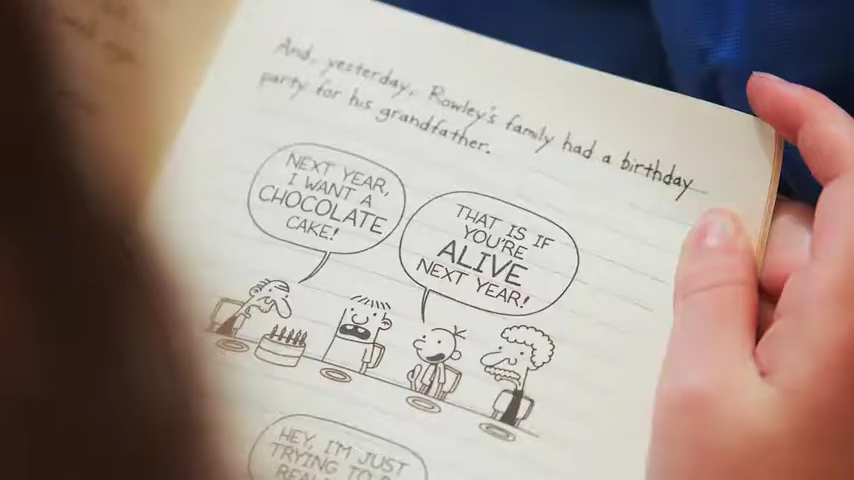 And, yesterday, Rowley's family had a birthday
party for his grandfather.
NEXT YEAR,
I WANT A
CHOCOLATE
CAKE!
THAT IS IF
YOU'RE
ALIVE
NEXT YEAR!
HEY, I'M JUST
TRYING TO